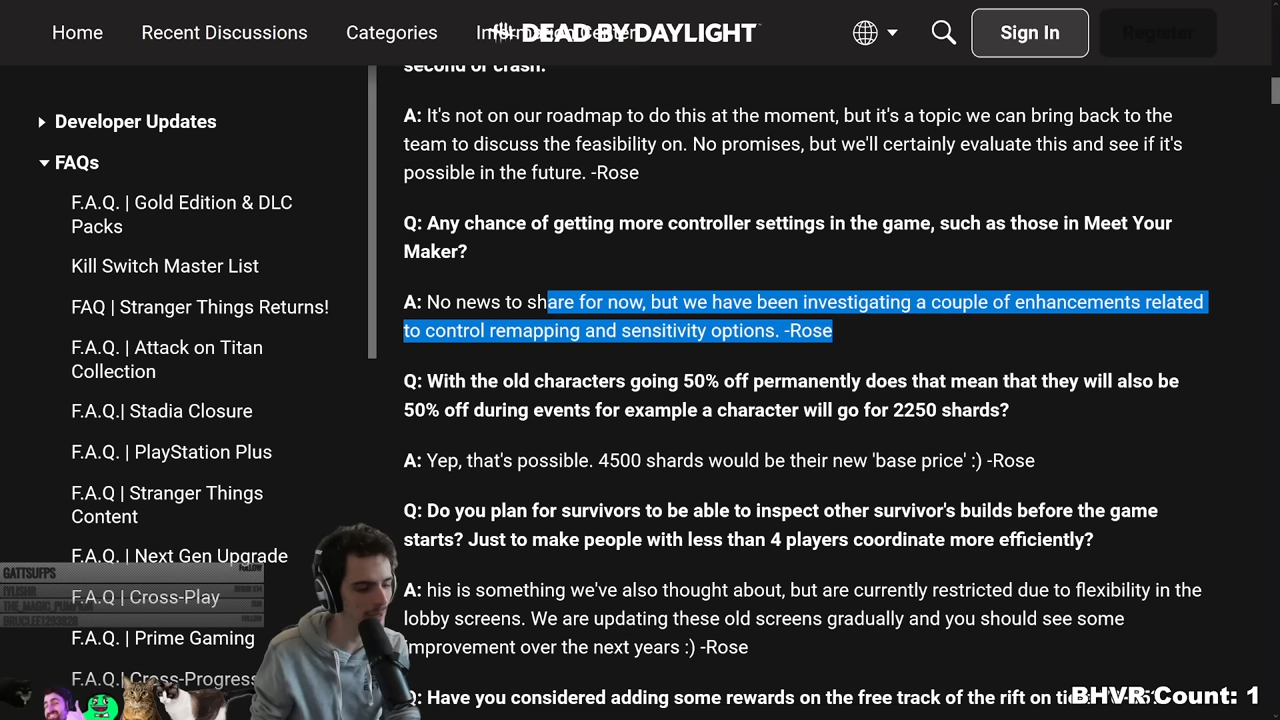 Home
Recent Discussions
Categories
DEAD BY DAYLIGHT
Sign In
Register
Developer Updates
FAQs
F.A.Q. | Gold Edition & DLC
Packs
Kill Switch Master List
FAQ | Stranger Things Returns!
F.A.Q. | Attack on Titan
Collection
F.A.Q.| Stadia Closure
F.A.Q. | PlayStation Plus
F.A.Q | Stranger Things
Content
F.A.Q. | Next Gen Upgrade
F.A.Q | Cross-Play
F.A.Q. | Prime Gaming
F.A.Q. | Cross-Progress
GATTSUFPS
FOLLOW
second or crash.
A: It's not on our roadmap to do this at the moment, but it's a topic we can bring back to the
team to discuss the feasibility on. No promises, but we'll certainly evaluate this and see if it's
possible in the future. -Rose
Q: Any chance of getting more controller settings in the game, such as those in Meet Your
Maker?
A: No news to share for now, but we have been investigating a couple of enhancements related
to control remapping and sensitivity options. -Rose
Q: With the old characters going 50% off permanently does that mean that they will also be
50% off during events for example a character will go for 2250 shards?
A: Yep, that's possible. 4500 shards would be their new 'base price' :) -Rose
Q: Do you plan for survivors to be able to inspect other survivor's builds before the game
starts? Just to make people with less than 4 players coordinate more efficiently?
A: his is something we've also thought about, but are currently restricted due to flexibility in the
lobby screens. We are updating these old screens gradually and you should see some
improvement over the next years :) -Rose
Q: Have you considered adding some rewards on the free track of the rift on
BHVR Count: 1